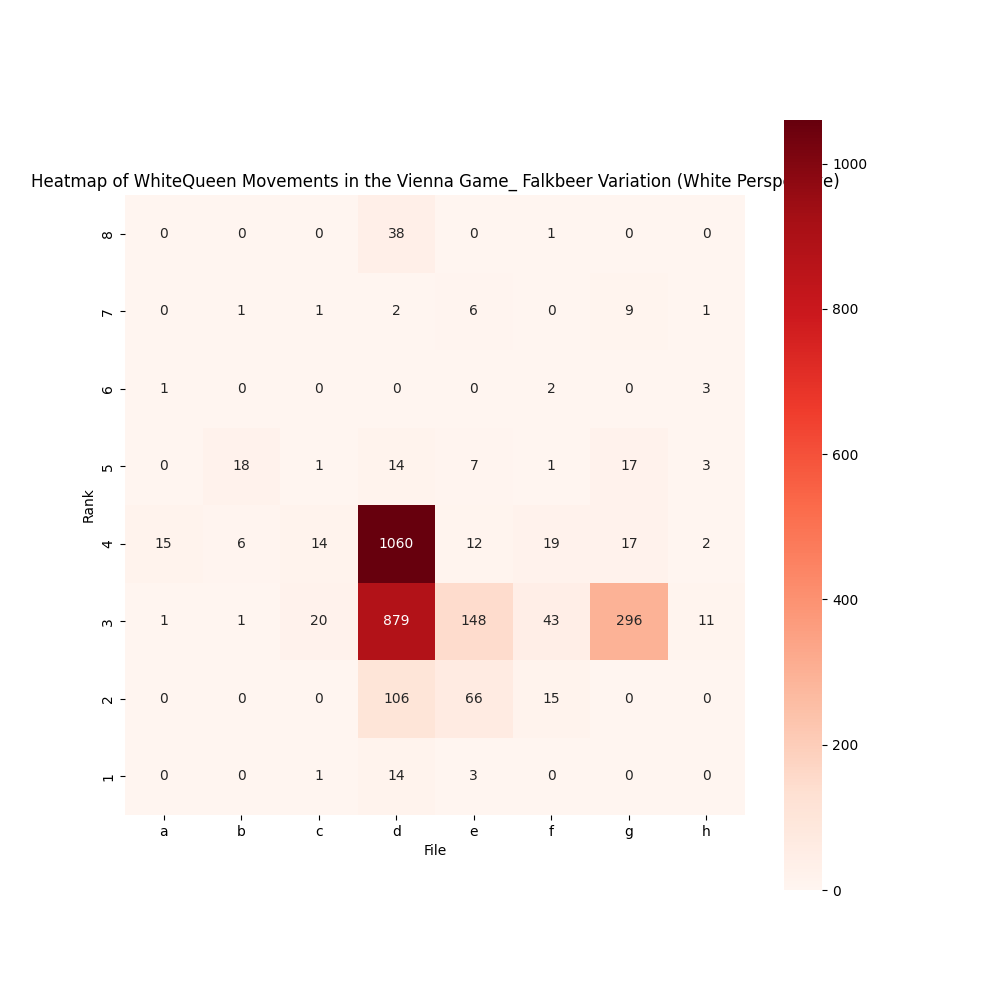 Heatmap of WhiteQueen Movements in the Vienna Game_ Falkbeer Variation (White Persp e)
8 0 0 0 38 0 1 0 0
7 0 1 1 2 6 0 9 1
6 1 0 0 0 0 2 0 3
5 0 18 1 14 7 1 17 3
4 15 6 14 1060 12 19 17 2
3 1 1 20 879 148 43 296 11
2 0 0 0 106 66 15 0 0
1 0 0 1 14 3 0 0 0
a b c d e f g h
File
Rank
1000
800
600
400
200
0